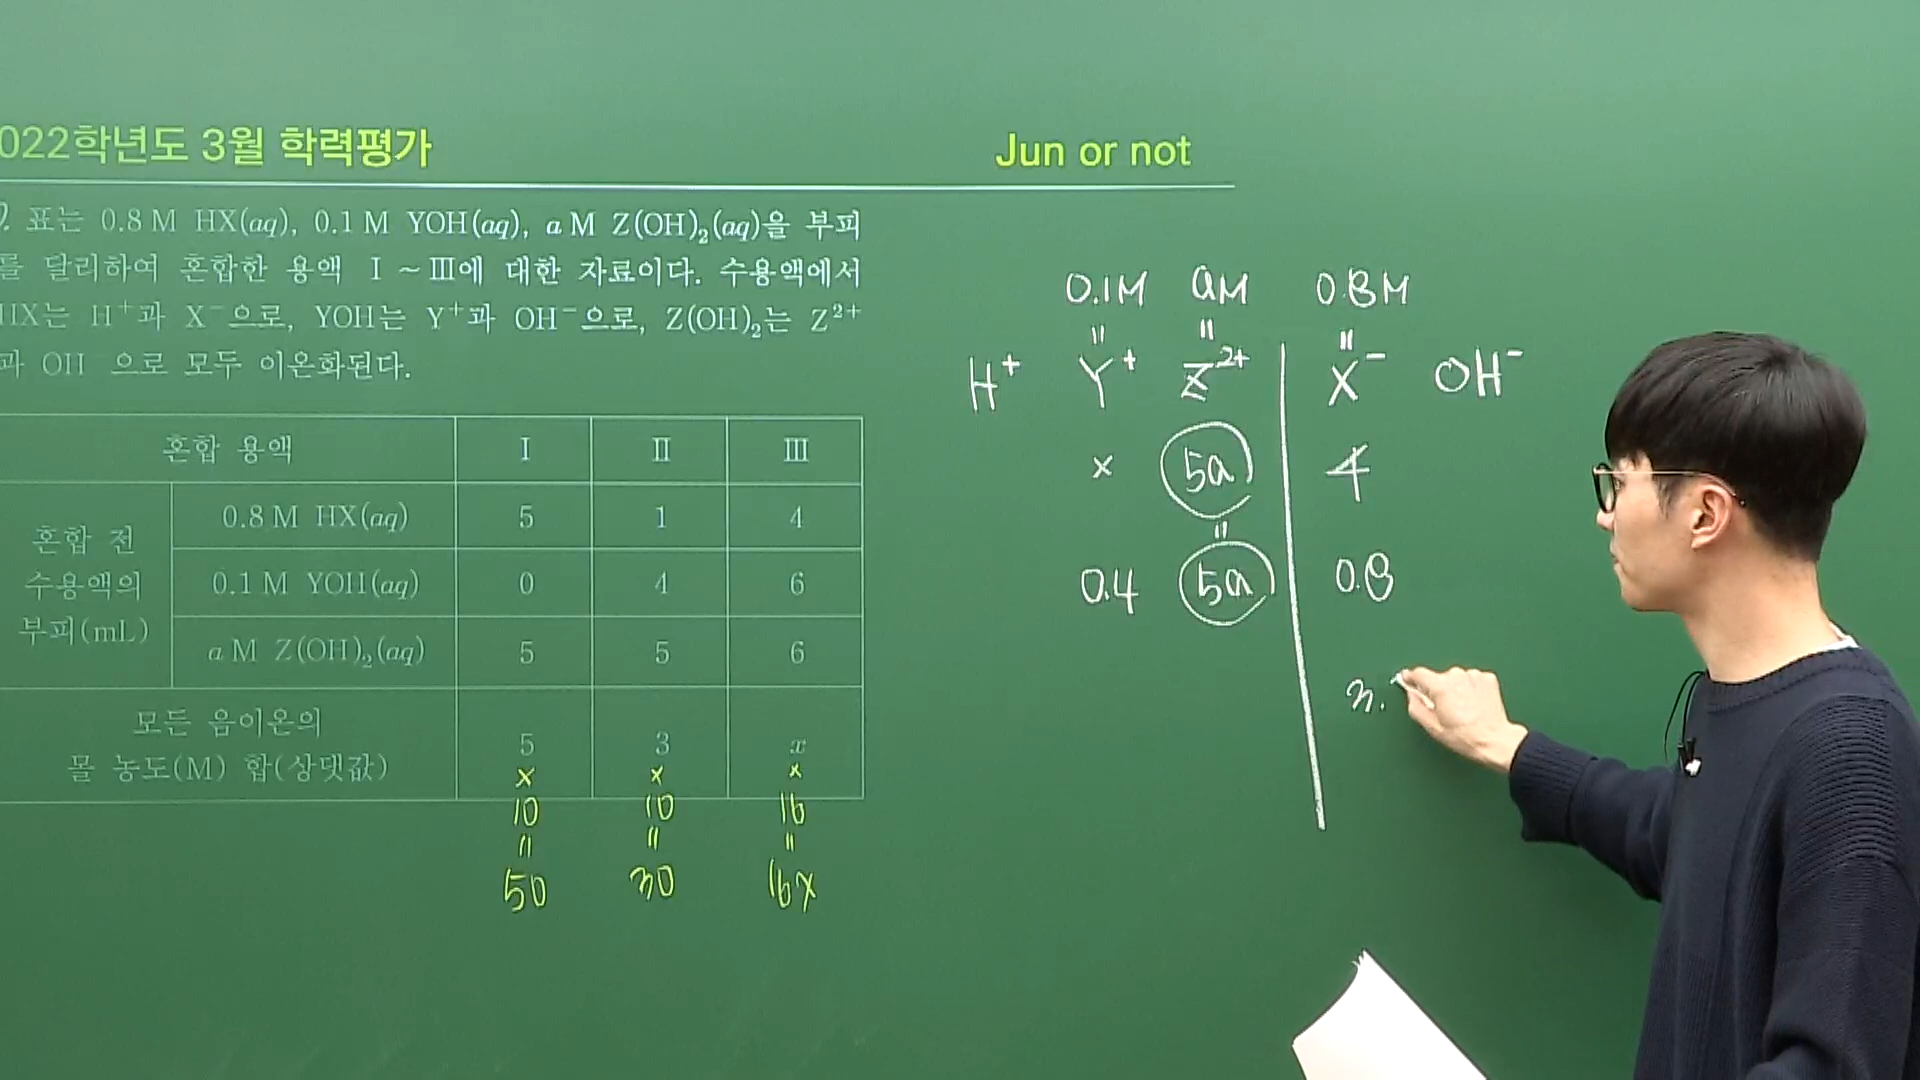 022학년도 3월 학력평가
Jun or not
표는 0.8 M HX(aq), 0.1 M YOH(aq), a M Z(OH)₂(aq)을 부피
를 달리하여 혼합한 용액 Ⅰ~Ⅲ에 대한 자료이다. 수용액에서
HX는 H⁺과 X⁻으로, YOH는 Y⁺과 OH⁻으로, Z(OH)₂는 Z²⁺
과 OH 으로 모두 이온화된다.
혼합 용액 Ⅰ Ⅱ Ⅲ
혼합 전 수용액의 부피(mL)
0.8 M HX(aq) 5 1 4
0.1 M YOH(aq) 0 4 6
a M Z(OH)₂(aq) 5 5 6
모든 음이온의
몰 농도(M) 합(상댓값) 5 3 x
× × ×
10 10 16
= = =
50 30 16x
0.1M aM 0.8M
= = =
H⁺ Y⁺ Z²⁺ X⁻ OH⁻
× 5a 4
=
0.4 5a 0.8
3.